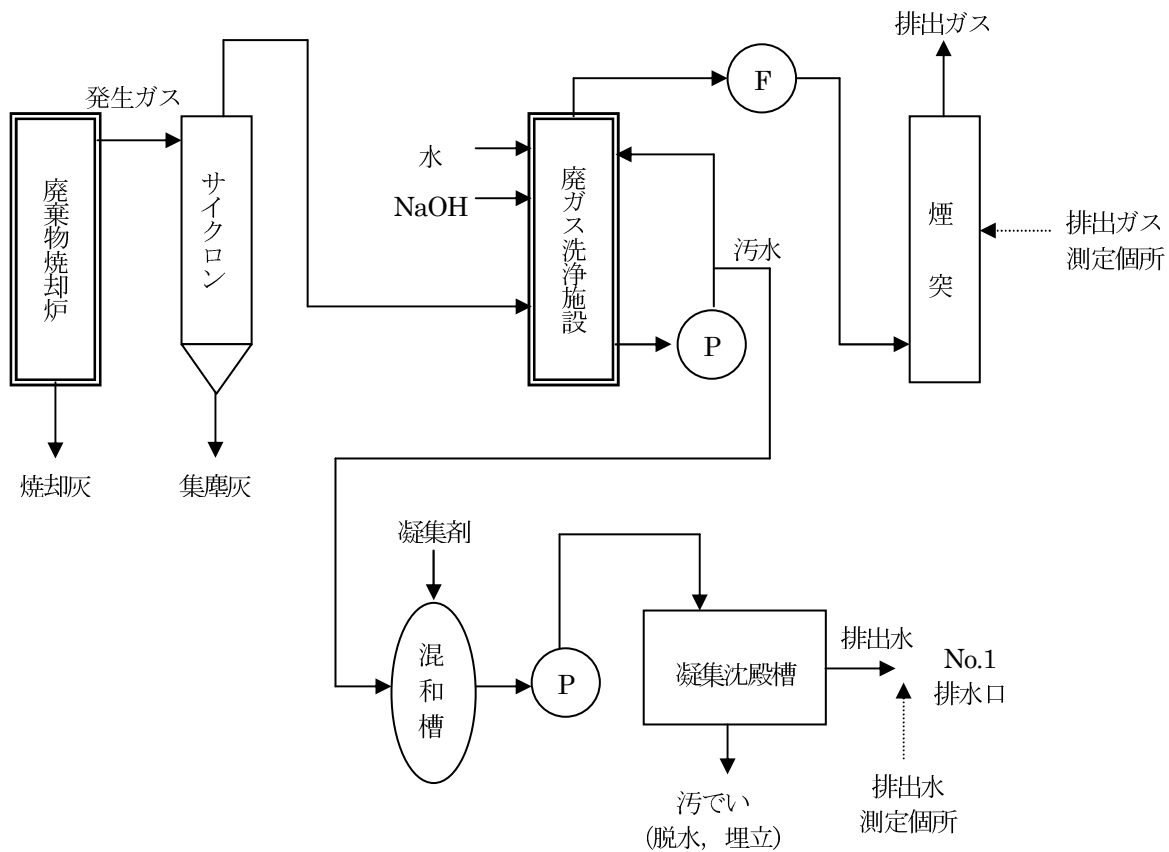 排出ガス
発生ガス
F
廃棄物焼却炉
サイクロン
水
NaOH
廃ガス洗浄施設
汚水
P
煙突
排出ガス
測定個所
焼却灰
集塵灰
凝集剤
混和槽
P
凝集沈殿槽
排出水
No.1
排水口
汚でい
(脱水，埋立)
排出水
測定個所